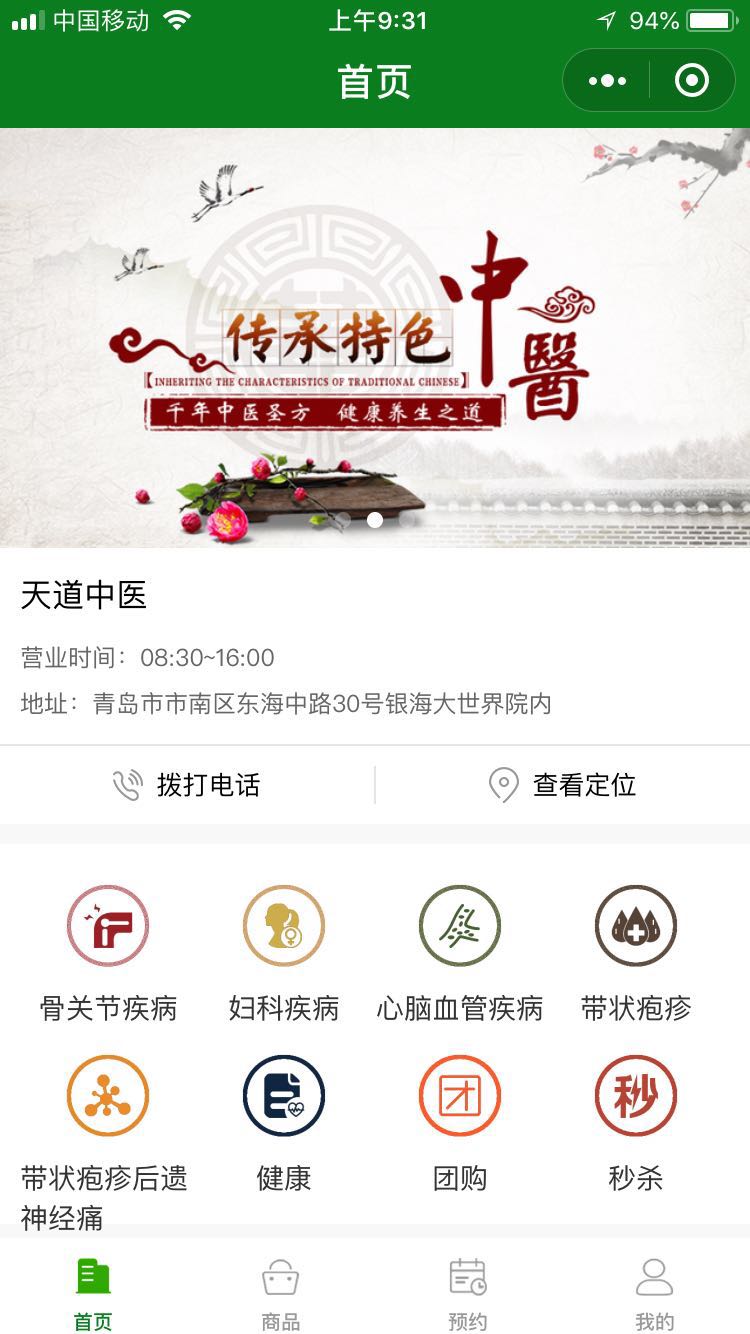 中国移动
上午9:31
94%
首页
传承特色
中醫
【INHERITING THE CHARACTERISTICS OF TRADITIONAL CHINESE】
千年中医圣方 健康养生之道
天道中医
营业时间：08:30~16:00
地址：青岛市市南区东海中路30号银海大世界院内
拨打电话
查看定位
骨关节疾病
妇科疾病
心脑血管疾病
带状疱疹
团
秒
带状疱疹后遗
神经痛
健康
团购
秒杀
首页
商品
预约
我的